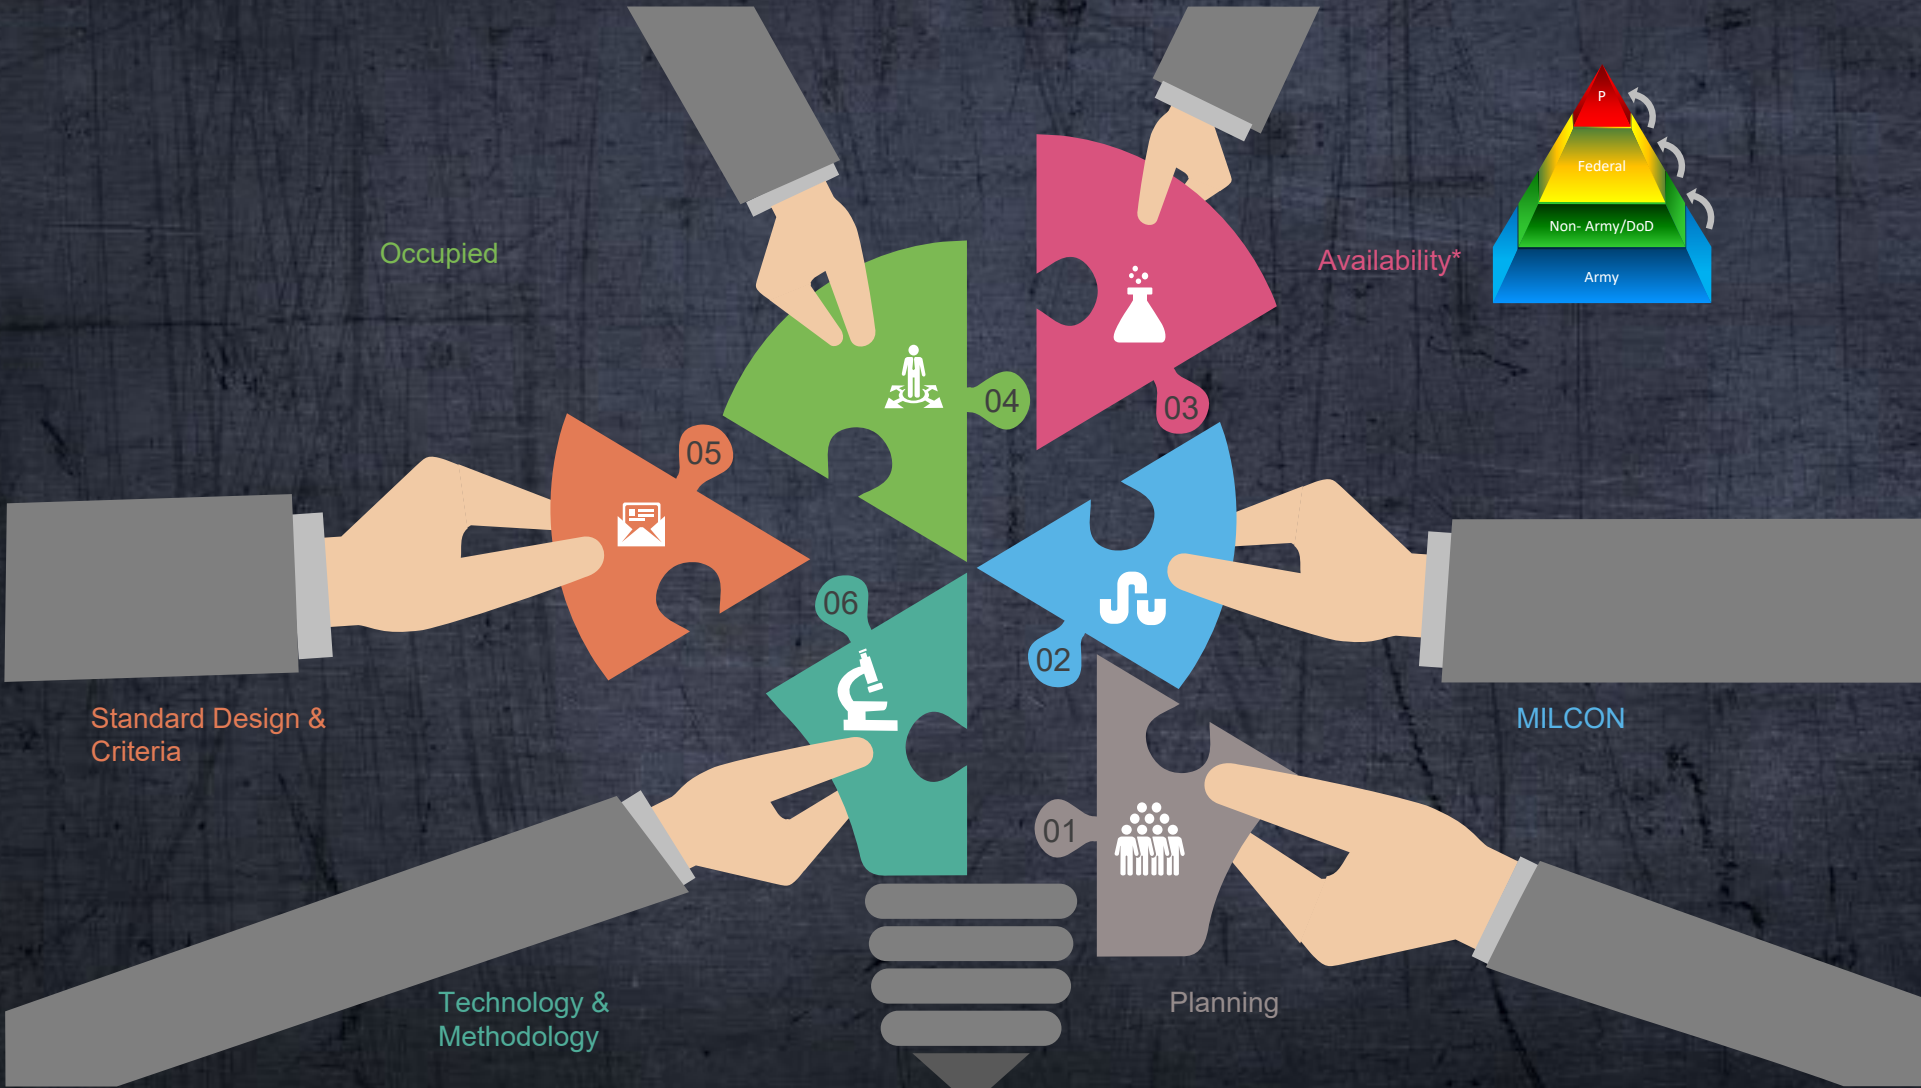 P
Federal
Non- Army/DoD
Army
Occupied
Availability*
04
03
05
06
02
01
Standard Design &
Criteria
MILCON
Technology &
Methodology
Planning